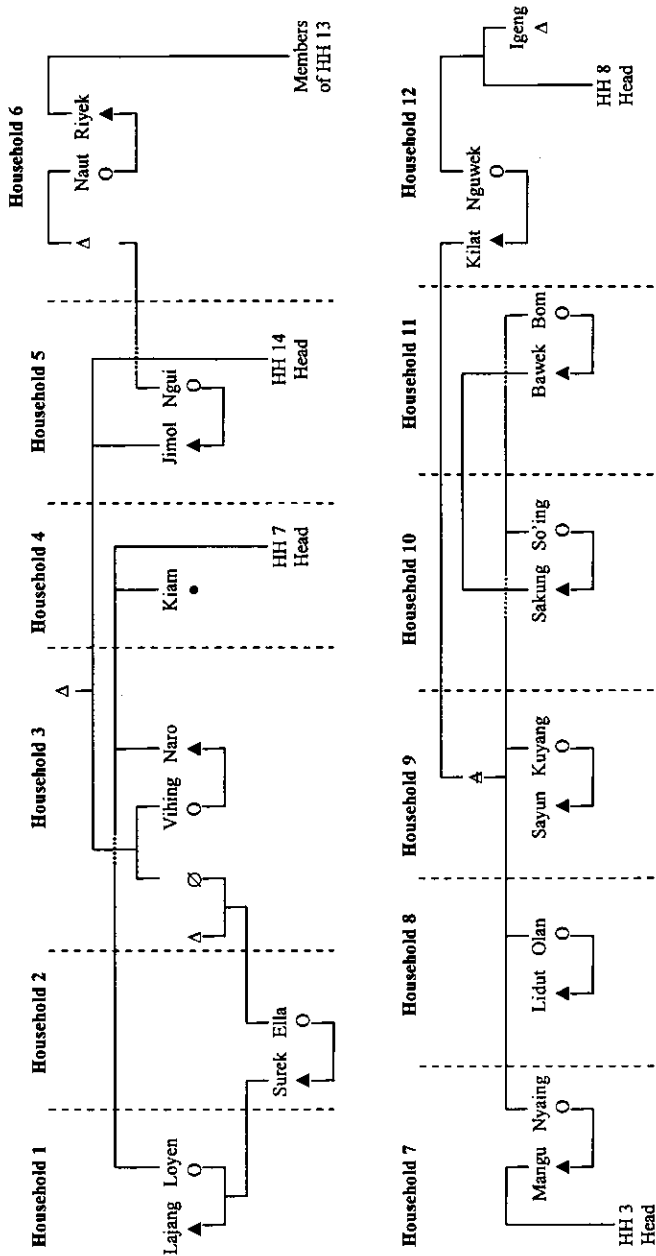 Household 1
Household 2
Household 3
Household 4
Household 5
Household 6
Lajang Loyen
Surek Ella
Vihing Naro
Kiam
HH 7
Head
Jimol Ngui
HH 14
Head
Naut Riyek
Members
of HH 13
Household 7
Household 8
Household 9
Household 10
Household 11
Household 12
HH 3
Head
Mangu Nyaing
Lidut Olan
Sayun Kuyang
Sakung So'ing
Bawek Bom
Kilat Nguwek
HH 8
Head
Igeng